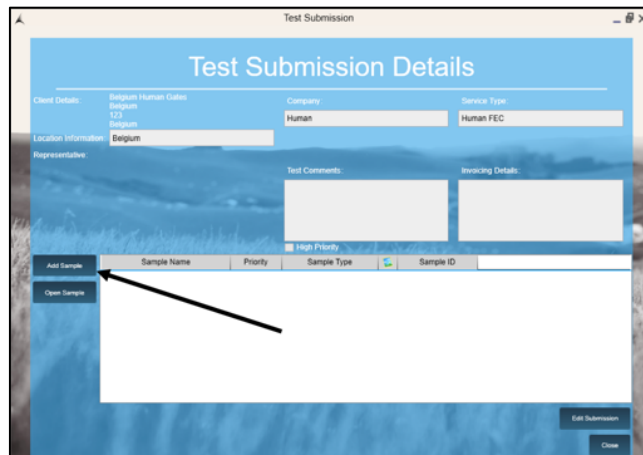 Test Submission
Test Submission Details
Client Details:
Belgium Human Gates
Belgium
123
Belgium
Company:
Human
Service Type:
Human FEC
Location Information:
Belgium
Representative:
Test Comments:
Invoicing Details:
High Priority
Add Sample
Open Sample
Sample Name
Priority
Sample Type
Sample ID
Edit Submission
Close